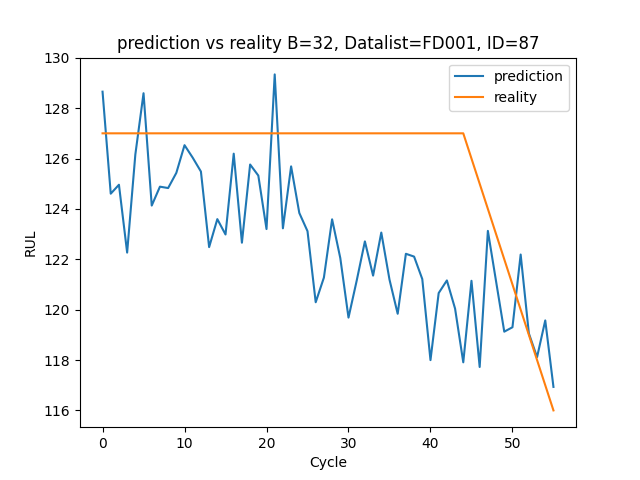 prediction vs reality B=32, Datalist=FD001, ID=87
prediction
reality
RUL
130
128
126
124
122
120
118
116
0 10 20 30 40 50
Cycle